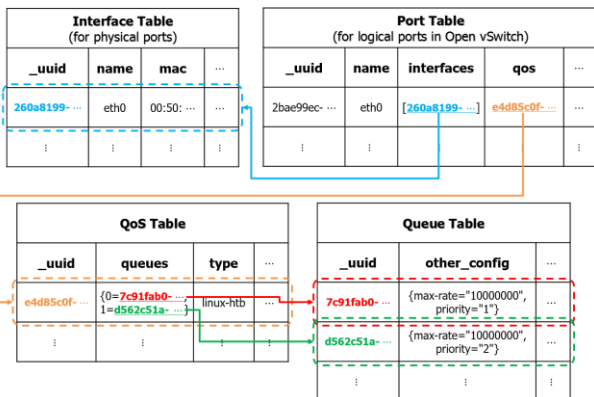 Interface Table
(for physical ports)
_uuid name mac ...
260a8199- ... eth0 00:50: ... ...
⋮ ⋮ ⋮ ⋮
Port Table
(for logical ports in Open vSwitch)
_uuid name interfaces qos ...
2bae99ec- ... eth0 [260a8199- ...] e4d85c0f- ... ...
⋮ ⋮ ⋮ ⋮ ⋮
QoS Table
_uuid queues type ...
e4d85c0f- ... {0=7c91fab0- ..., linux-htb ...
1=d562c51a- ...}
⋮ ⋮ ⋮ ⋮
Queue Table
_uuid other_config ...
7c91fab0- ... {max-rate="10000000", ...
priority="1"}
d562c51a- ... {max-rate="10000000", ...
priority="2"}
⋮ ⋮ ⋮